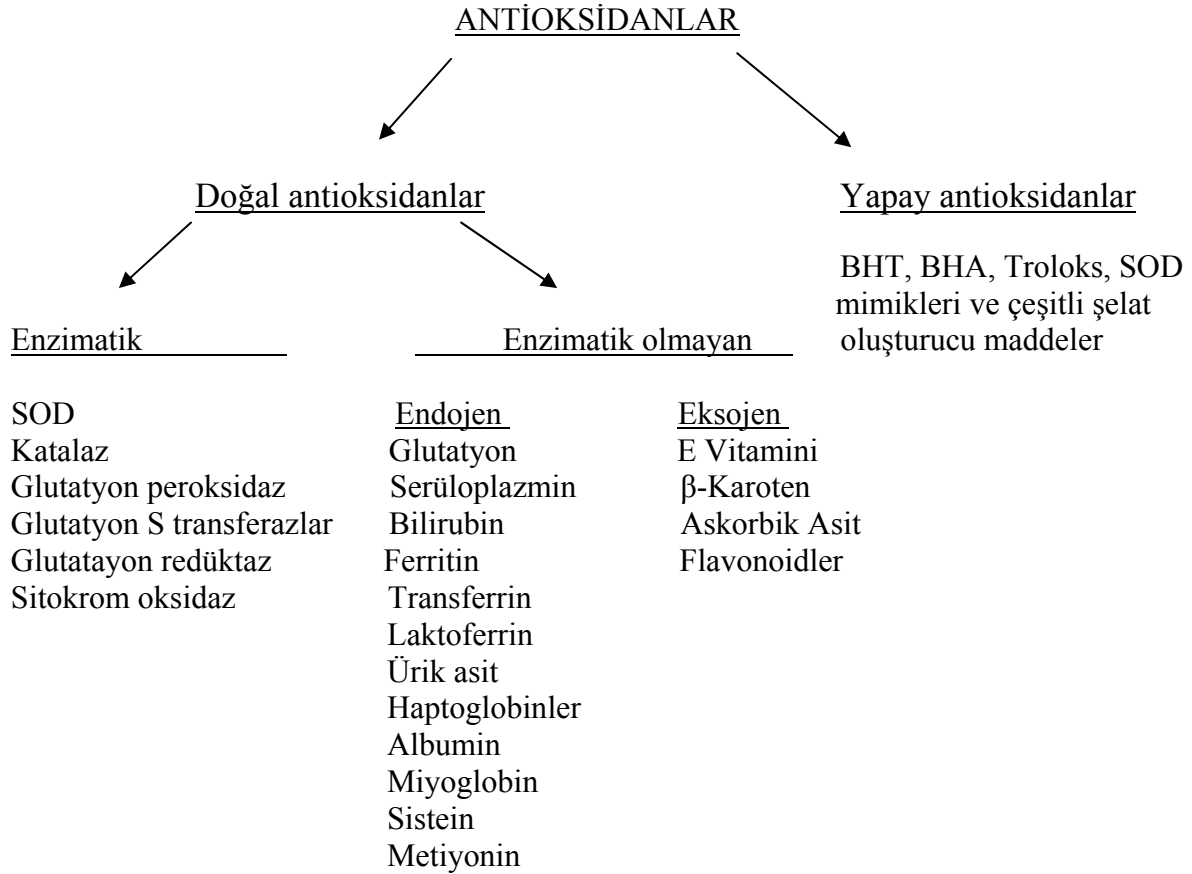 ANTİOKSİDANLAR
Doğal antioksidanlar
Yapay antioksidanlar
BHT, BHA, Troloks, SOD
mimikleri ve çeşitli şelat
oluşturucu maddeler
Enzimatik
Enzimatik olmayan
SOD
Katalaz
Glutatyon peroksidaz
Glutatyon S transferazlar
Glutatayon redüktaz
Sitokrom oksidaz
Endojen
Glutatyon
Serüloplazmin
Bilirubin
Ferritin
Transferrin
Laktoferrin
Ürik asit
Haptoglobinler
Albumin
Miyoglobin
Sistein
Metiyonin
Eksojen
E Vitamini
β-Karoten
Askorbik Asit
Flavonoidler